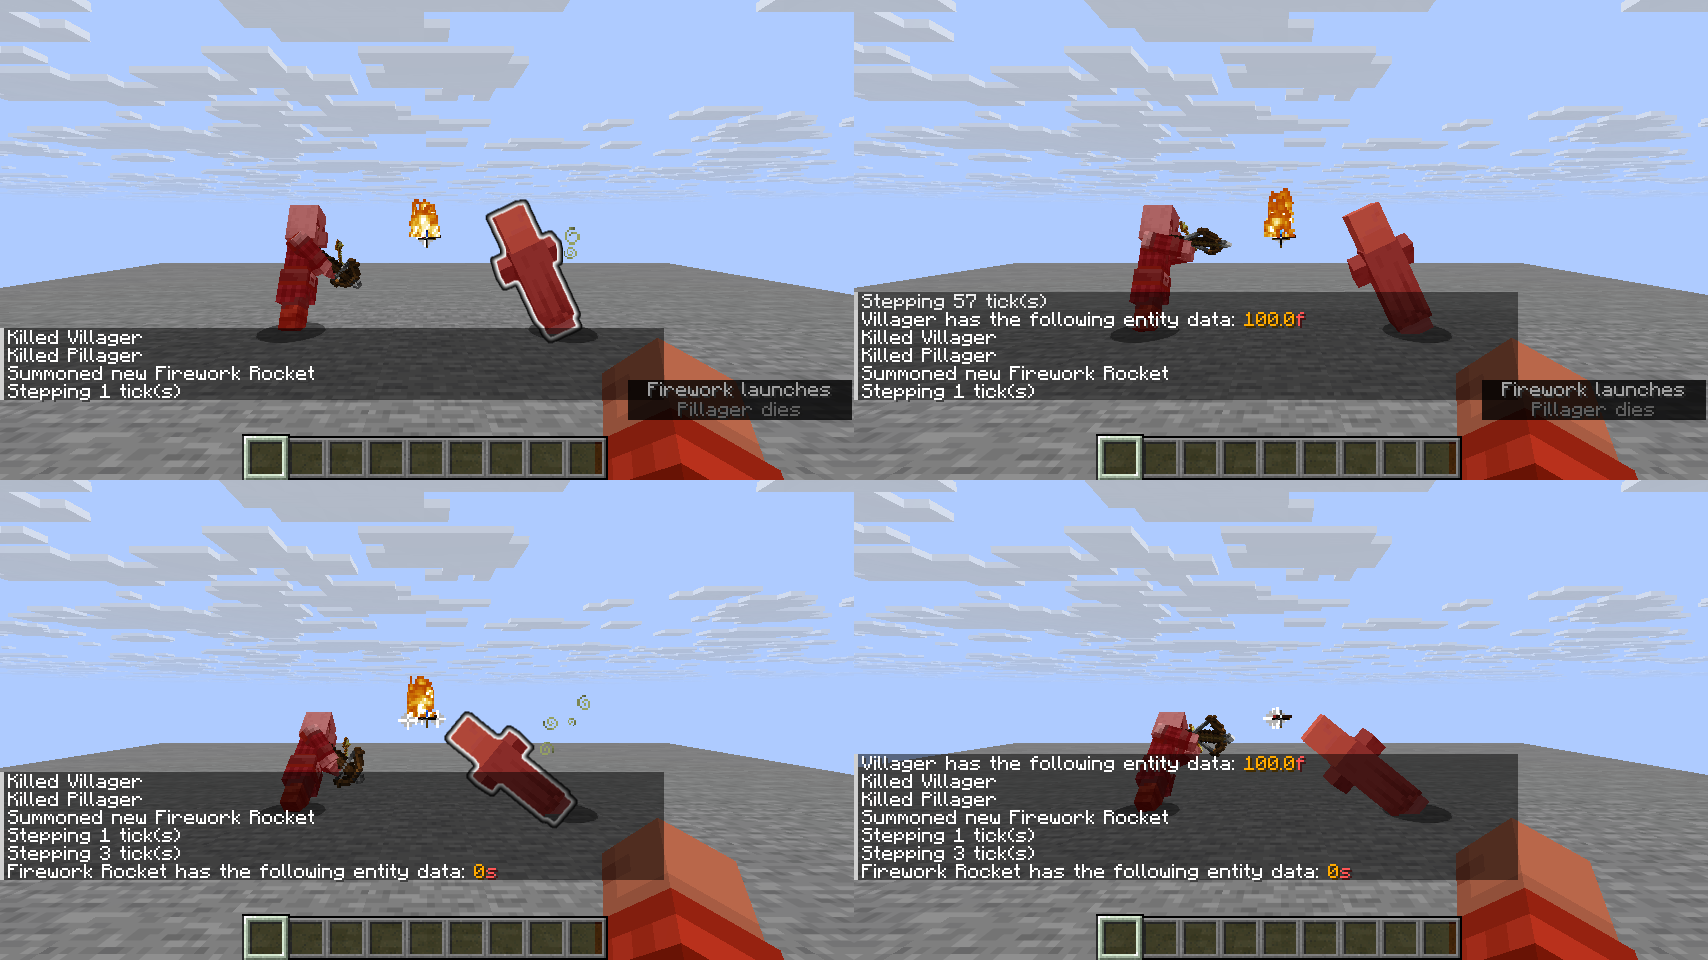 Killed Villager
Killed Pillager
Summoned new Firework Rocket
Stepping 1 tick(s)
Firework launches
Pillager dies
Stepping 57 tick(s)
Villager has the following entity data: 100.0f
Killed Villager
Killed Pillager
Summoned new Firework Rocket
Stepping 1 tick(s)
Firework launches
Pillager dies
Killed Villager
Killed Pillager
Summoned new Firework Rocket
Stepping 1 tick(s)
Stepping 3 tick(s)
Firework Rocket has the following entity data: 0s
Villager has the following entity data: 100.0f
Killed Villager
Killed Pillager
Summoned new Firework Rocket
Stepping 1 tick(s)
Stepping 3 tick(s)
Firework Rocket has the following entity data: 0s